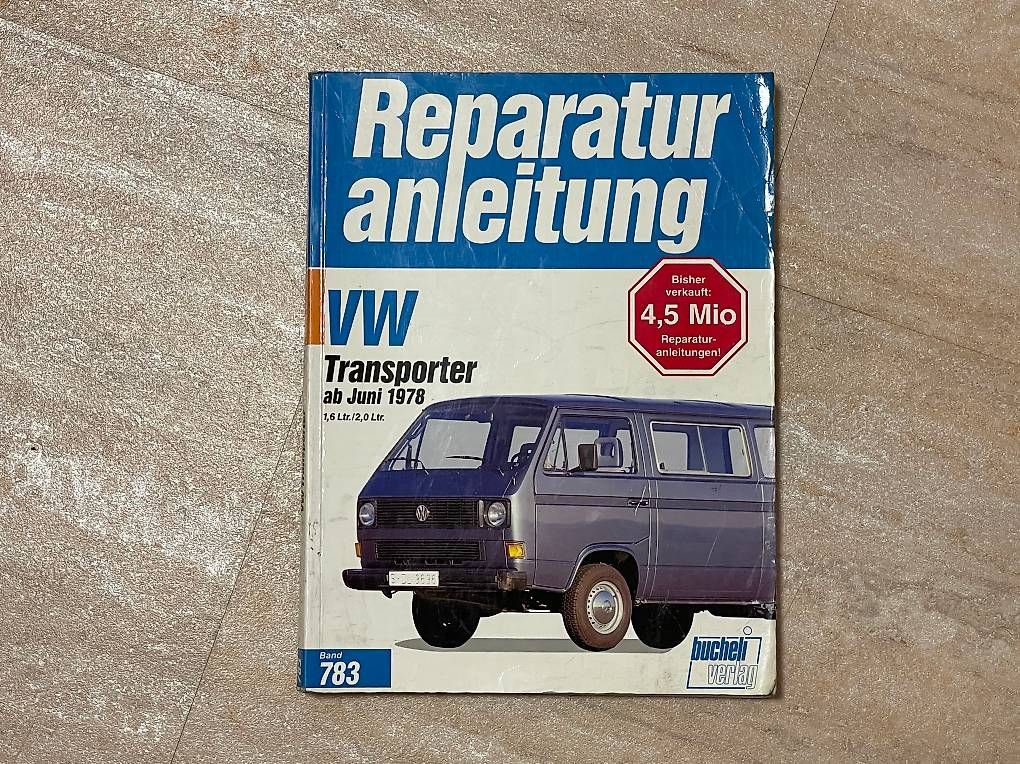 Reparatur
anleitung
Bisher
verkauft:
4,5 Mio
Reparatur-
anleitungen!
VW
Transporter
ab Juni 1978
1,6 Ltr./2,0 Ltr.
Band
783
bucheli
verlag